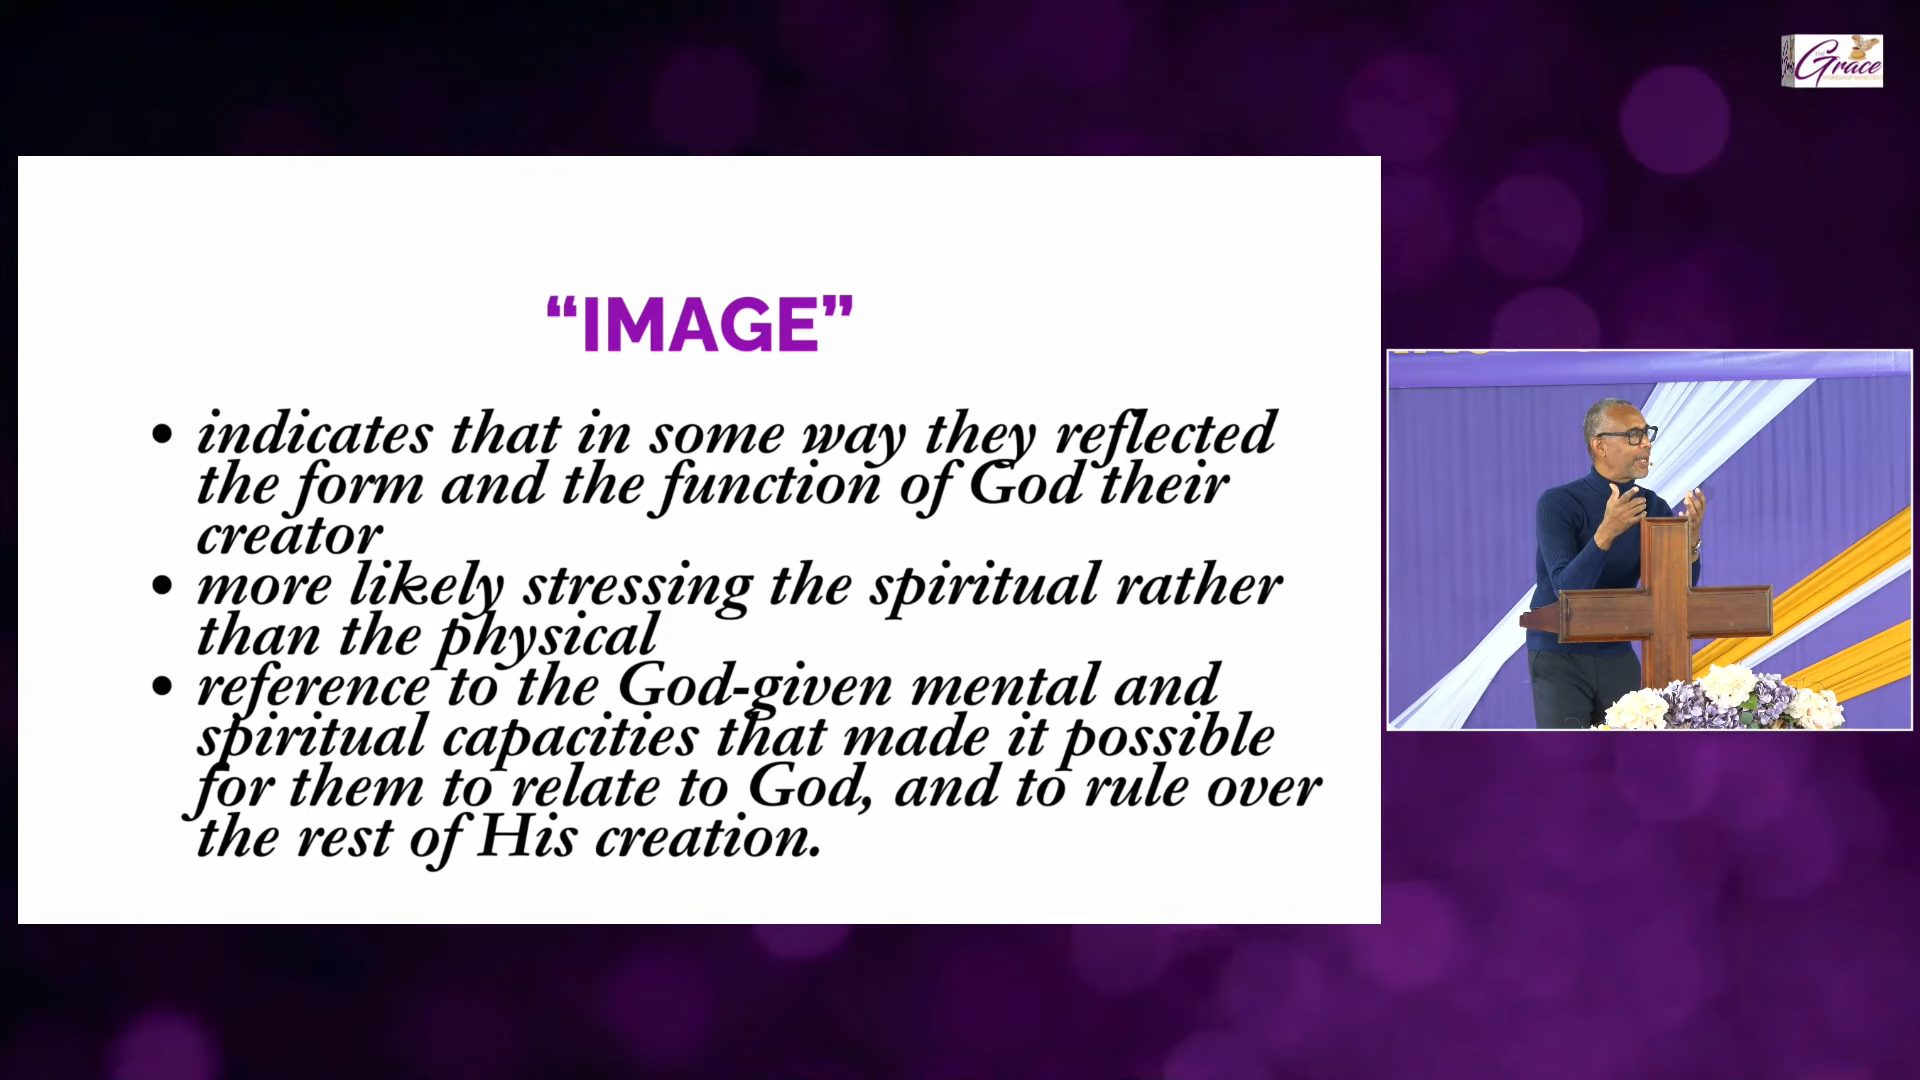 Grace
“IMAGE”
• indicates that in some way they reflected
the form and the function of God their
creator
• more likely stressing the spiritual rather
than the physical
• reference to the God-given mental and
spiritual capacities that made it possible
for them to relate to God, and to rule over
the rest of His creation.